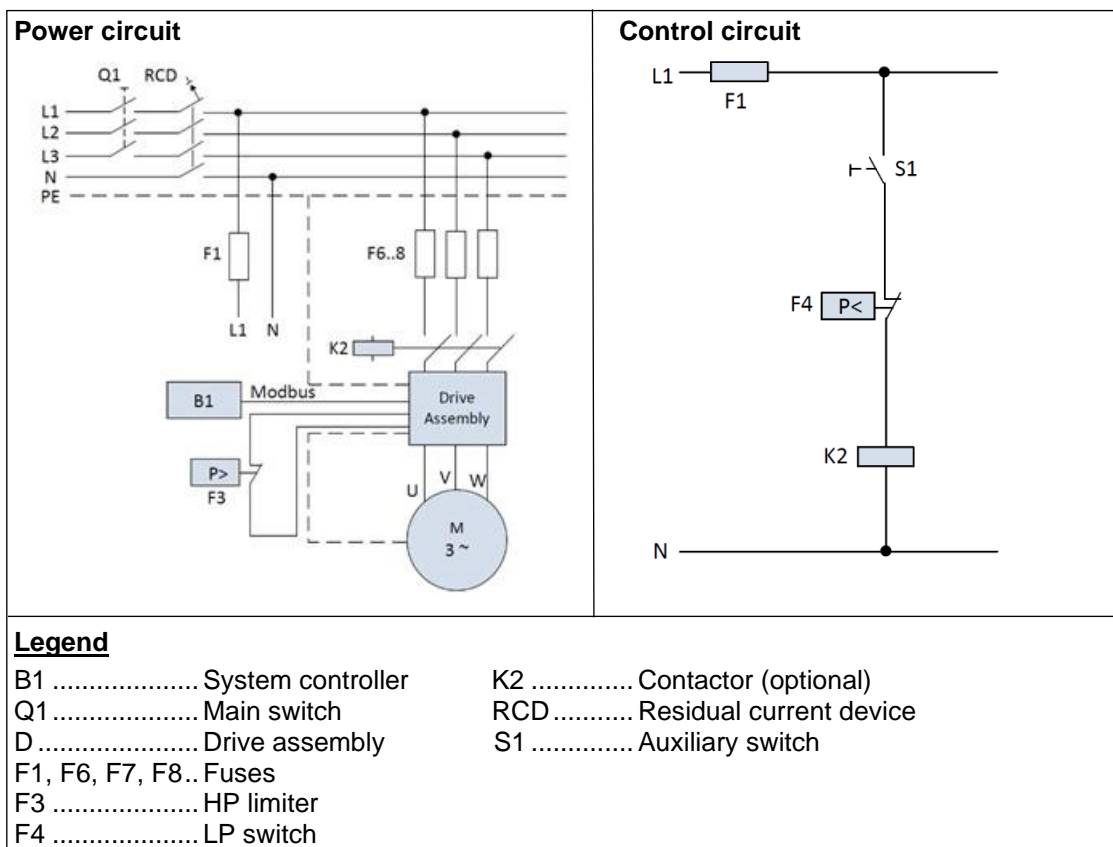 Power circuit
Q1 RCD
L1
L2
L3
N
PE
F1
F6..8
L1 N
K2
B1
Modbus
Drive
Assembly
P>
F3
U V W
M
3 ~
Control circuit
L1
F1
S1
F4 P<
K2
N
Legend
B1 .................... System controller
Q1 .................... Main switch
D ...................... Drive assembly
F1, F6, F7, F8.. Fuses
F3 .................... HP limiter
F4 .................... LP switch
K2 .............. Contactor (optional)
RCD ........... Residual current device
S1 .............. Auxiliary switch